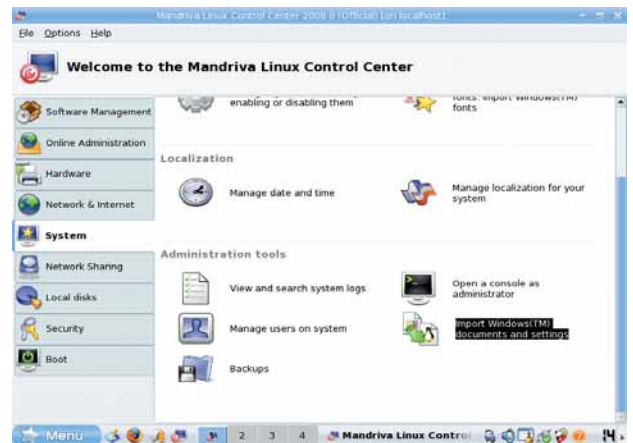 Mandriva Linux Control Center 2008.0 (Official) [on localhost]
File Options Help
Welcome to the Mandriva Linux Control Center
Software Management
Online Administration
Hardware
Network & Internet
System
Network Sharing
Local disks
Security
Boot
enabling or disabling them
fonts. Import Windows(TM)
fonts
Localization
Manage date and time
Manage localization for your
system
Administration tools
View and search system logs
Open a console as
administrator
Manage users on system
Import Windows(TM)
documents and settings
Backups
Menu
2 3 4
Mandriva Linux Contro